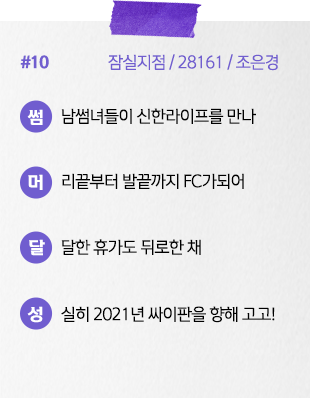 #10 잠실지점 / 28161 / 조은경
썸 남썸녀들이 신한라이프를 만나
머 리끝부터 발끝까지 FC가되어
달 달한 휴가도 뒤로한 채
성 실히 2021년 싸이판을 향해 고고!